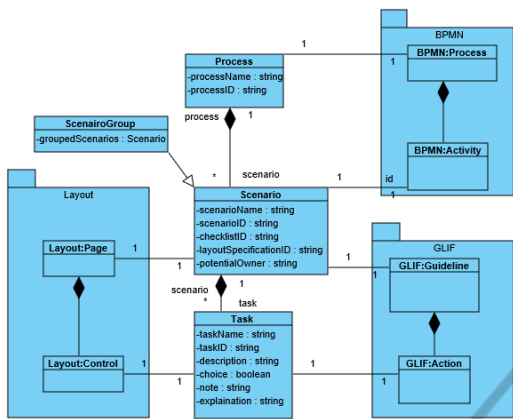 BPMN
1
1
Process
BPMN:Process
-processName : string
-processID : string
process
1
ScenairoGroup
-groupedScenarios : Scenario
BPMN:Activity
*
scenario
1
id
1
Layout
Scenario
-scenarioName : string
-scenarioID : string
-checklistID : string
-layoutSpecificationID : string
-potentialOwner : string
GLIF
Layout:Page
1
1
1
1
GLIF:Guideline
scenario
1
*
task
Task
-taskName : string
-taskID : string
-description : string
-choice : boolean
-note : string
-explaination : string
Layout:Control
1
1
1
1
GLIF:Action